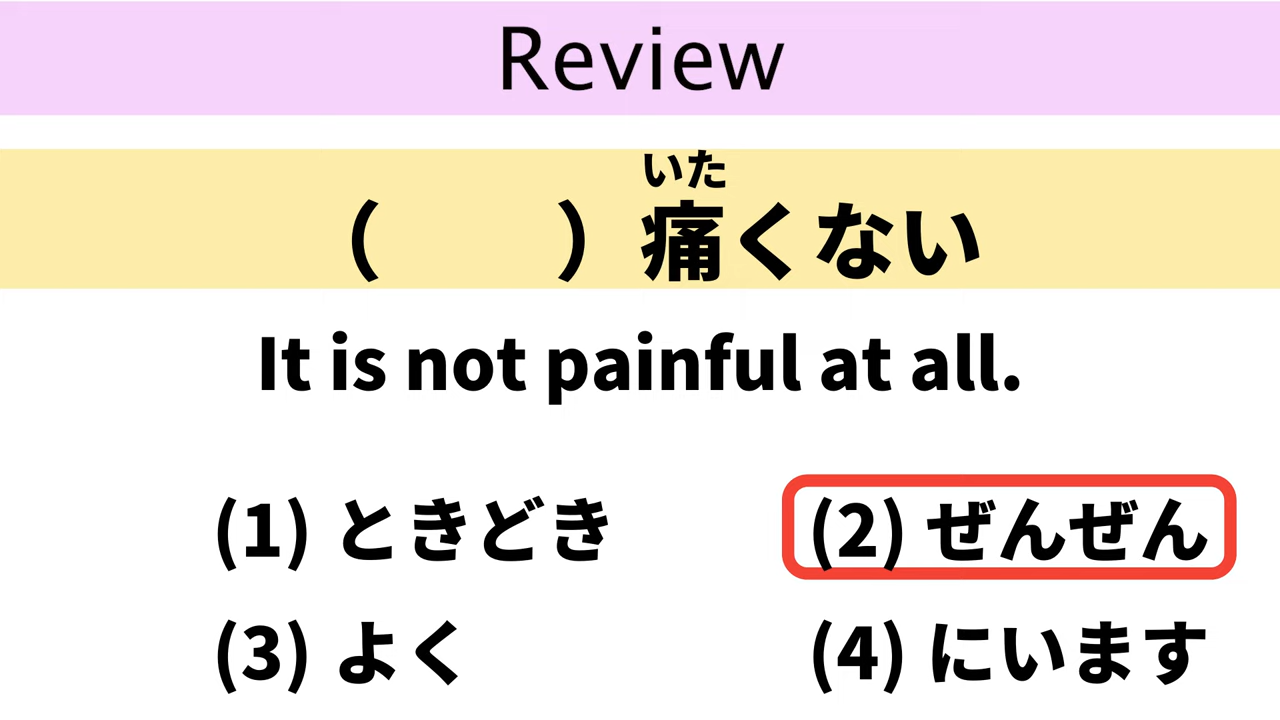 Review
いた
（　　）痛くない
It is not painful at all.
(1) ときどき
(2) ぜんぜん
(3) よく
(4) にいます